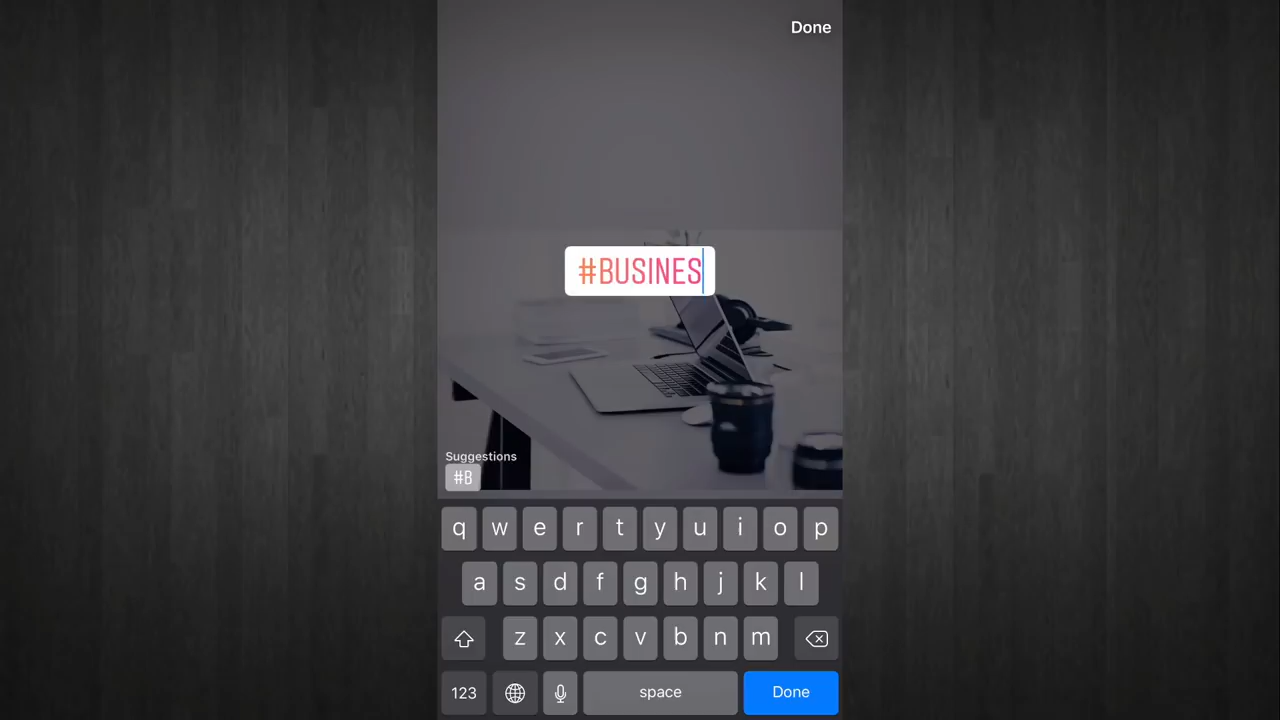 Done
#BUSINES
Suggestions
#B
q w e r t y u i o p
a s d f g h j k l
z x c v b n m
123 space Done